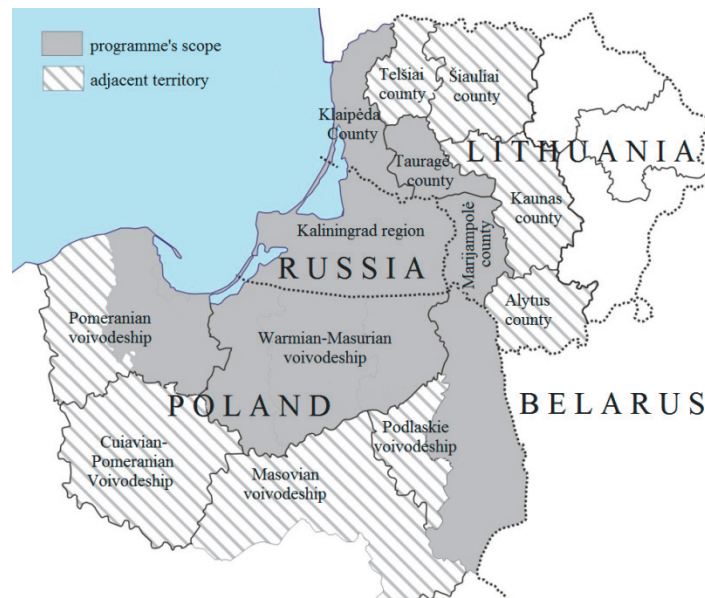 programme's scope
adjacent territory
Telšiai
county
Šiauliai
county
Klaipėda
County
Tauragė
county
LITHUANIA
Kaunas
county
Kaliningrad region
Marijampolė
county
RUSSIA
Alytus
county
Pomeranian
voivodeship
Warmian-Masurian
voivodeship
POLAND
BELARUS
Cuiavian-
Pomeranian
Voivodeship
Masovian
voivodeship
Podlaskie
voivodeship